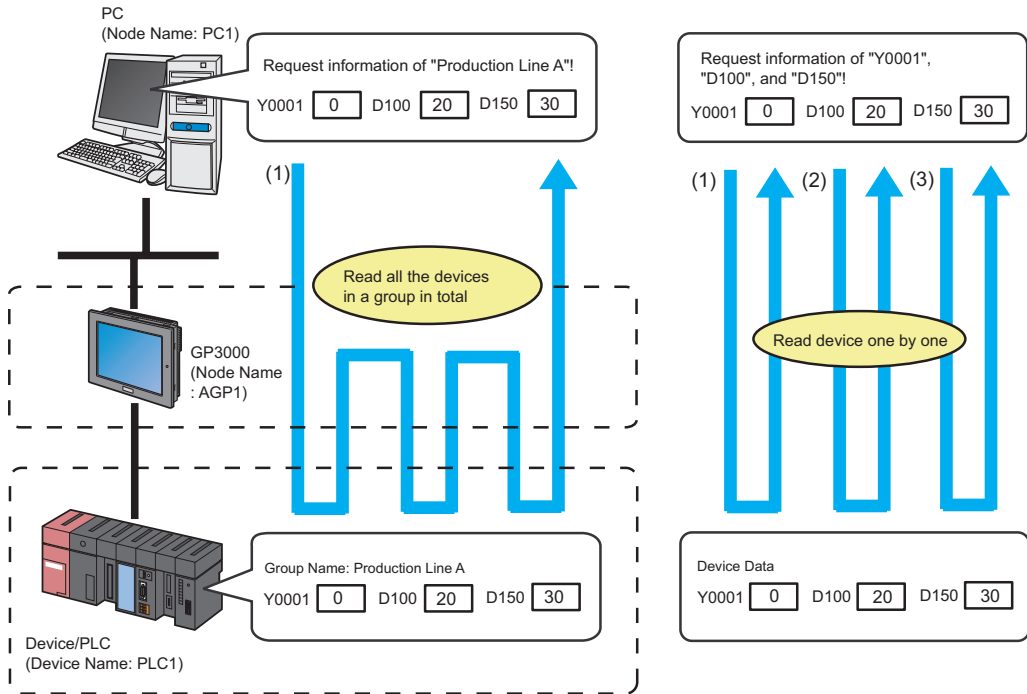 PC
(Node Name: PC1)
Request information of "Production Line A"!
Y0001 0 D100 20 D150 30
Request information of "Y0001",
"D100", and "D150"!
Y0001 0 D100 20 D150 30
(1)
(1) (2) (3)
Read all the devices
in a group in total
Read device one by one
GP3000
(Node Name
: AGP1)
Group Name: Production Line A
Y0001 0 D100 20 D150 30
Device Data
Y0001 0 D100 20 D150 30
Device/PLC
(Device Name: PLC1)